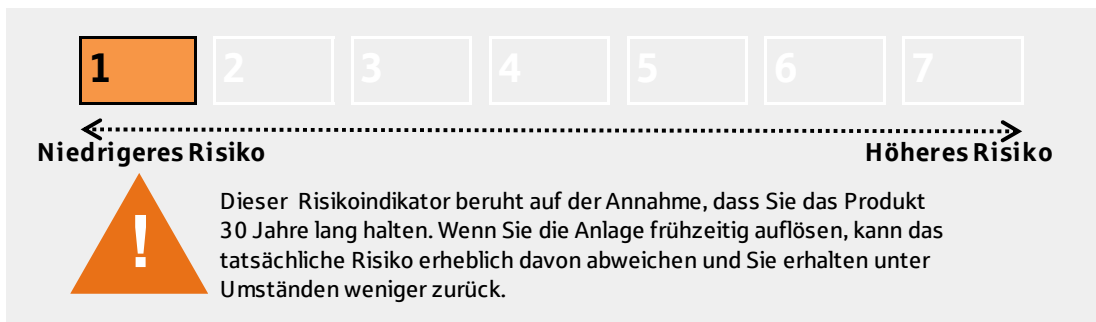 1 2 3 4 5 6 7
Niedrigeres Risiko Höheres Risiko
!
Dieser Risikoindikator beruht auf der Annahme, dass Sie das Produkt
30 Jahre lang halten. Wenn Sie die Anlage frühzeitig auflösen, kann das
tatsächliche Risiko erheblich davon abweichen und Sie erhalten unter
Umständen weniger zurück.